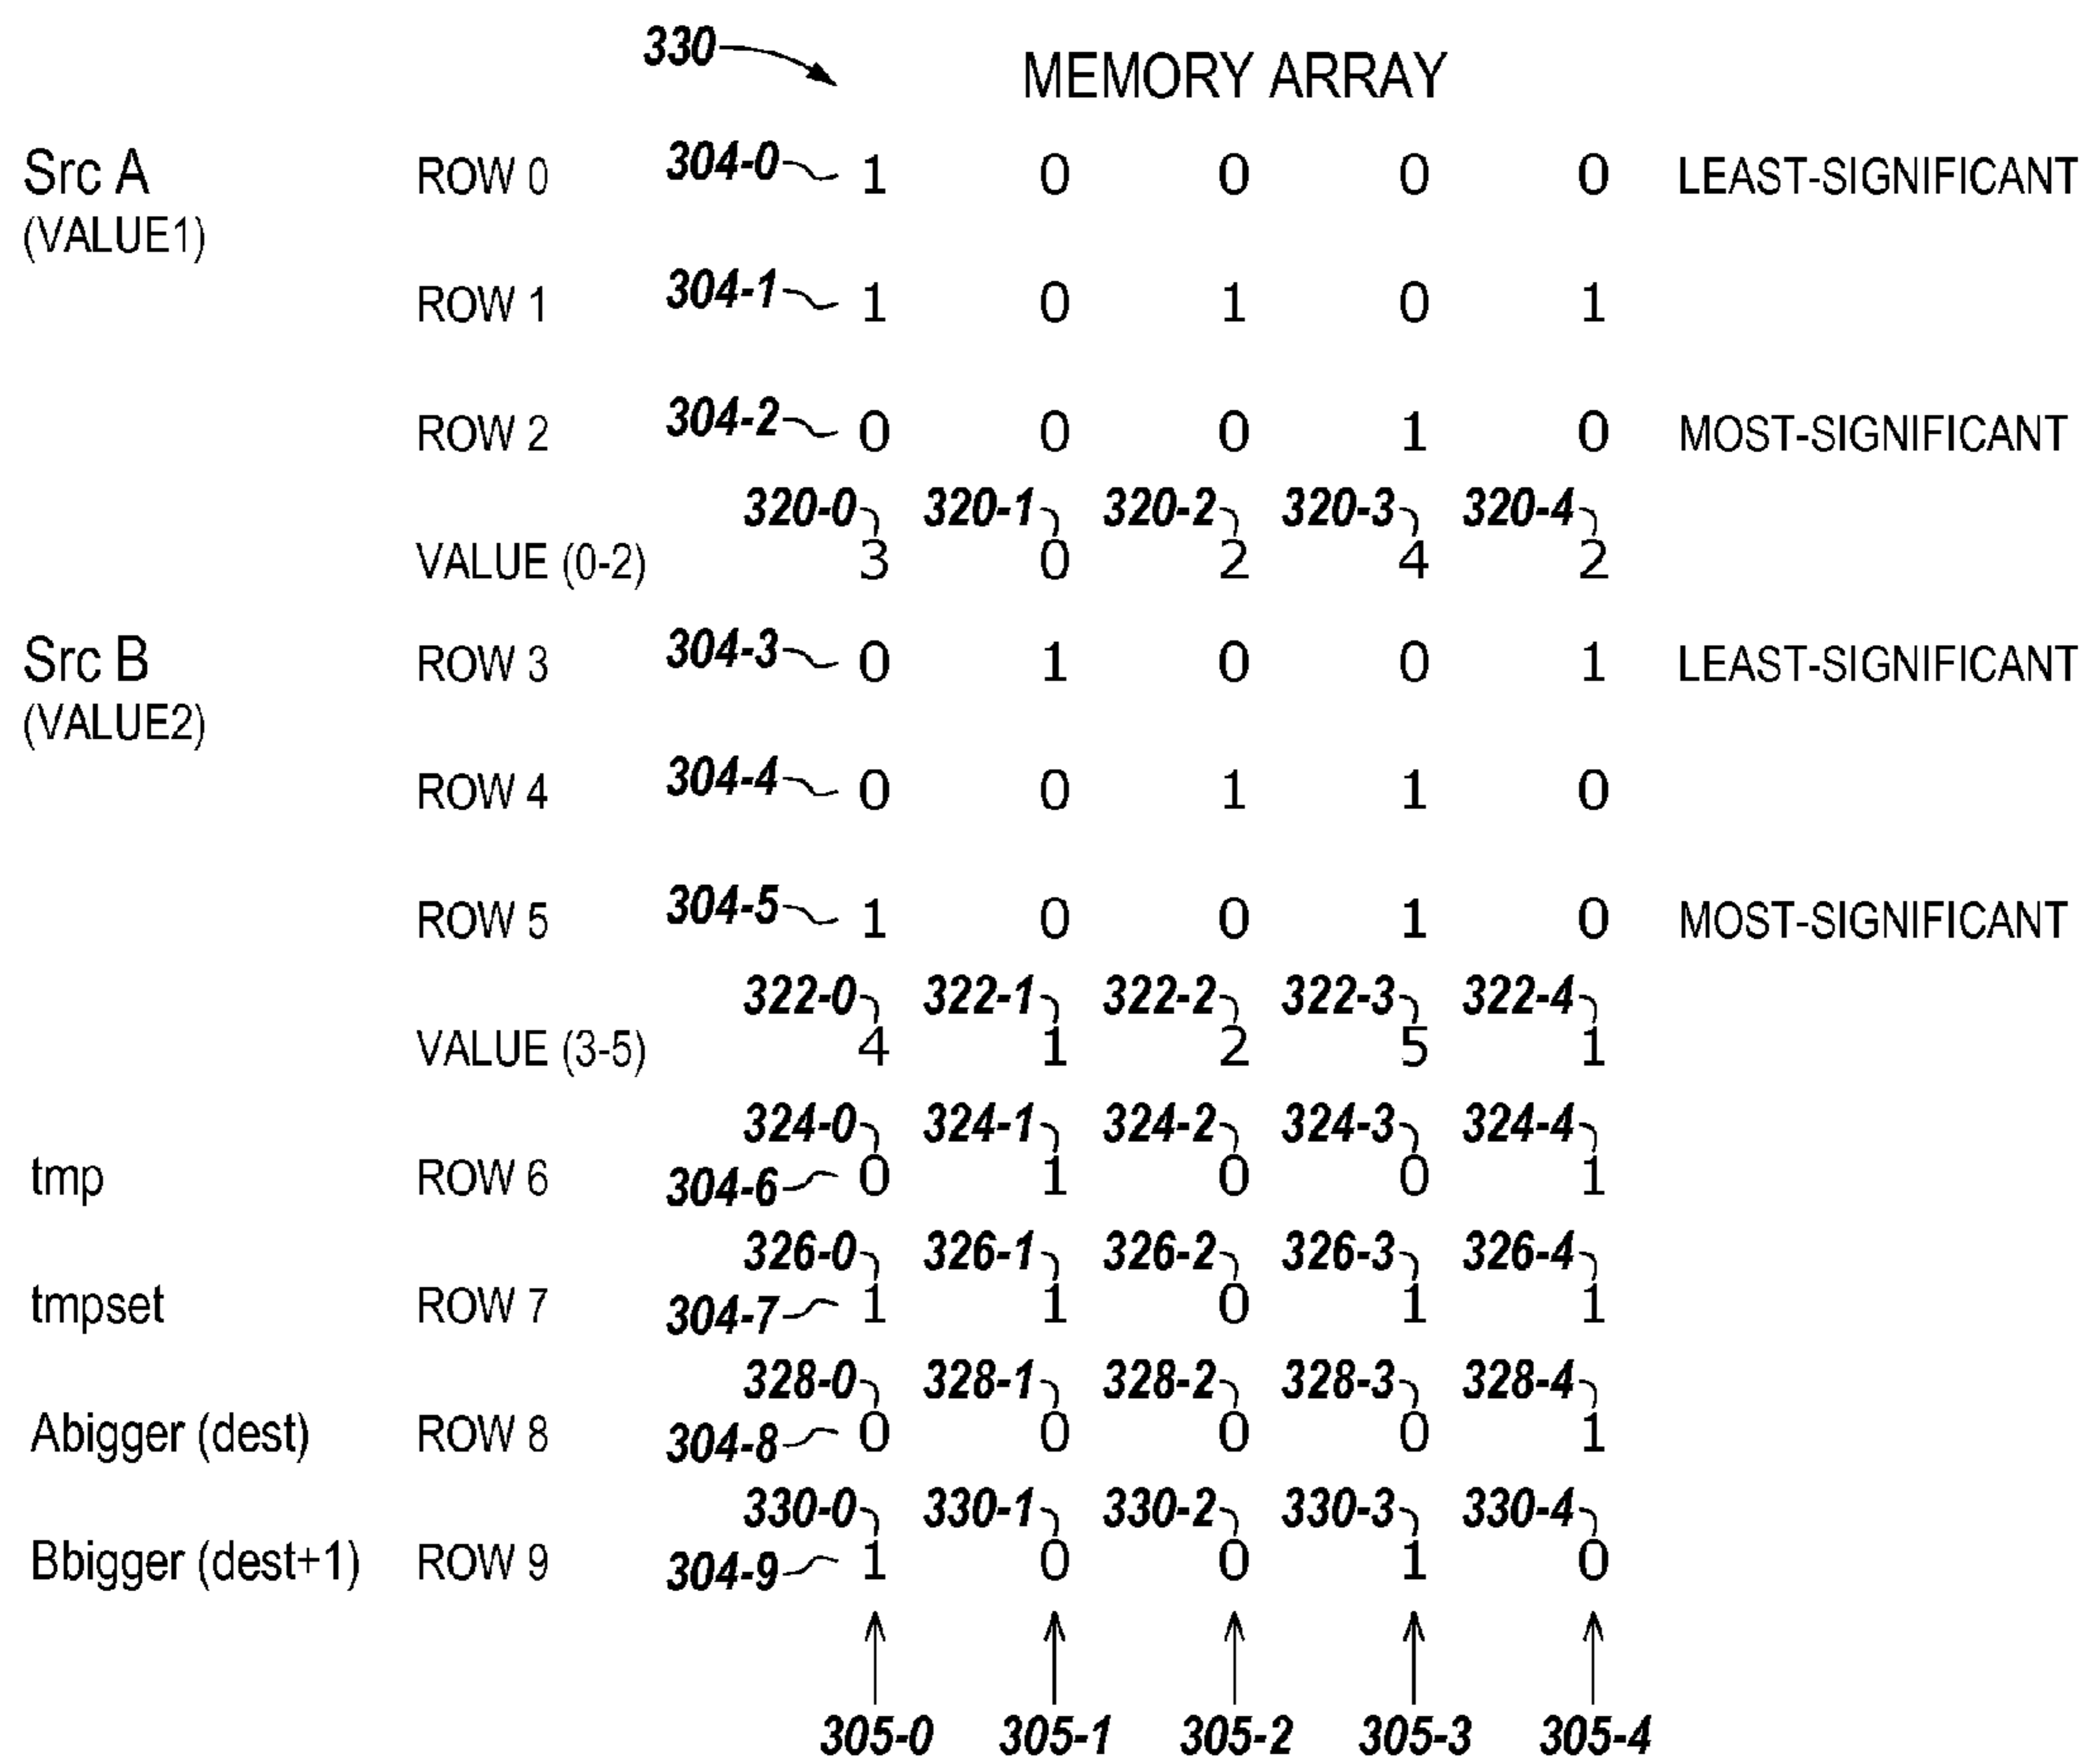 330 MEMORY ARRAY
Src A ROW 0 304-0 1 0 0 0 0 LEAST-SIGNIFICANT
(VALUE1)
ROW 1 304-1 1 0 1 0 1
ROW 2 304-2 0 0 0 1 0 MOST-SIGNIFICANT
320-0 320-1 320-2 320-3 320-4
VALUE (0-2) 3 0 2 4 2
Src B ROW 3 304-3 0 1 0 0 1 LEAST-SIGNIFICANT
(VALUE2)
ROW 4 304-4 0 0 1 1 0
ROW 5 304-5 1 0 0 1 0 MOST-SIGNIFICANT
322-0 322-1 322-2 322-3 322-4
VALUE (3-5) 4 1 2 5 1
324-0 324-1 324-2 324-3 324-4
tmp ROW 6 304-6 0 1 0 0 1
326-0 326-1 326-2 326-3 326-4
tmpset ROW 7 304-7 1 1 0 1 1
328-0 328-1 328-2 328-3 328-4
Abigger (dest) ROW 8 304-8 0 0 0 0 1
330-0 330-1 330-2 330-3 330-4
Bbigger (dest+1) ROW 9 304-9 1 0 0 1 0
305-0 305-1 305-2 305-3 305-4